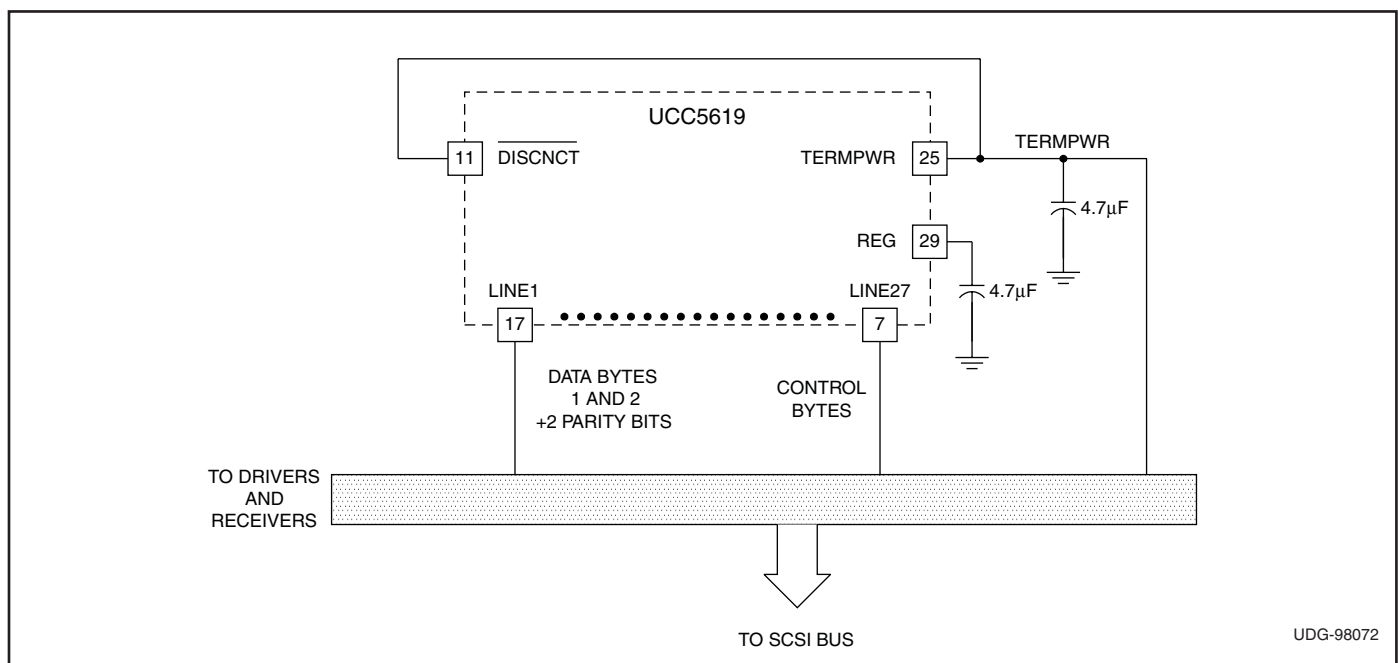 UCC5619
11
DISCNCT
TERMPWR
25
TERMPWR
4.7µF
REG
29
4.7µF
LINE1
LINE27
17
7
DATA BYTES
1 AND 2
+2 PARITY BITS
CONTROL
BYTES
TO DRIVERS
AND
RECEIVERS
TO SCSI BUS
UDG-98072